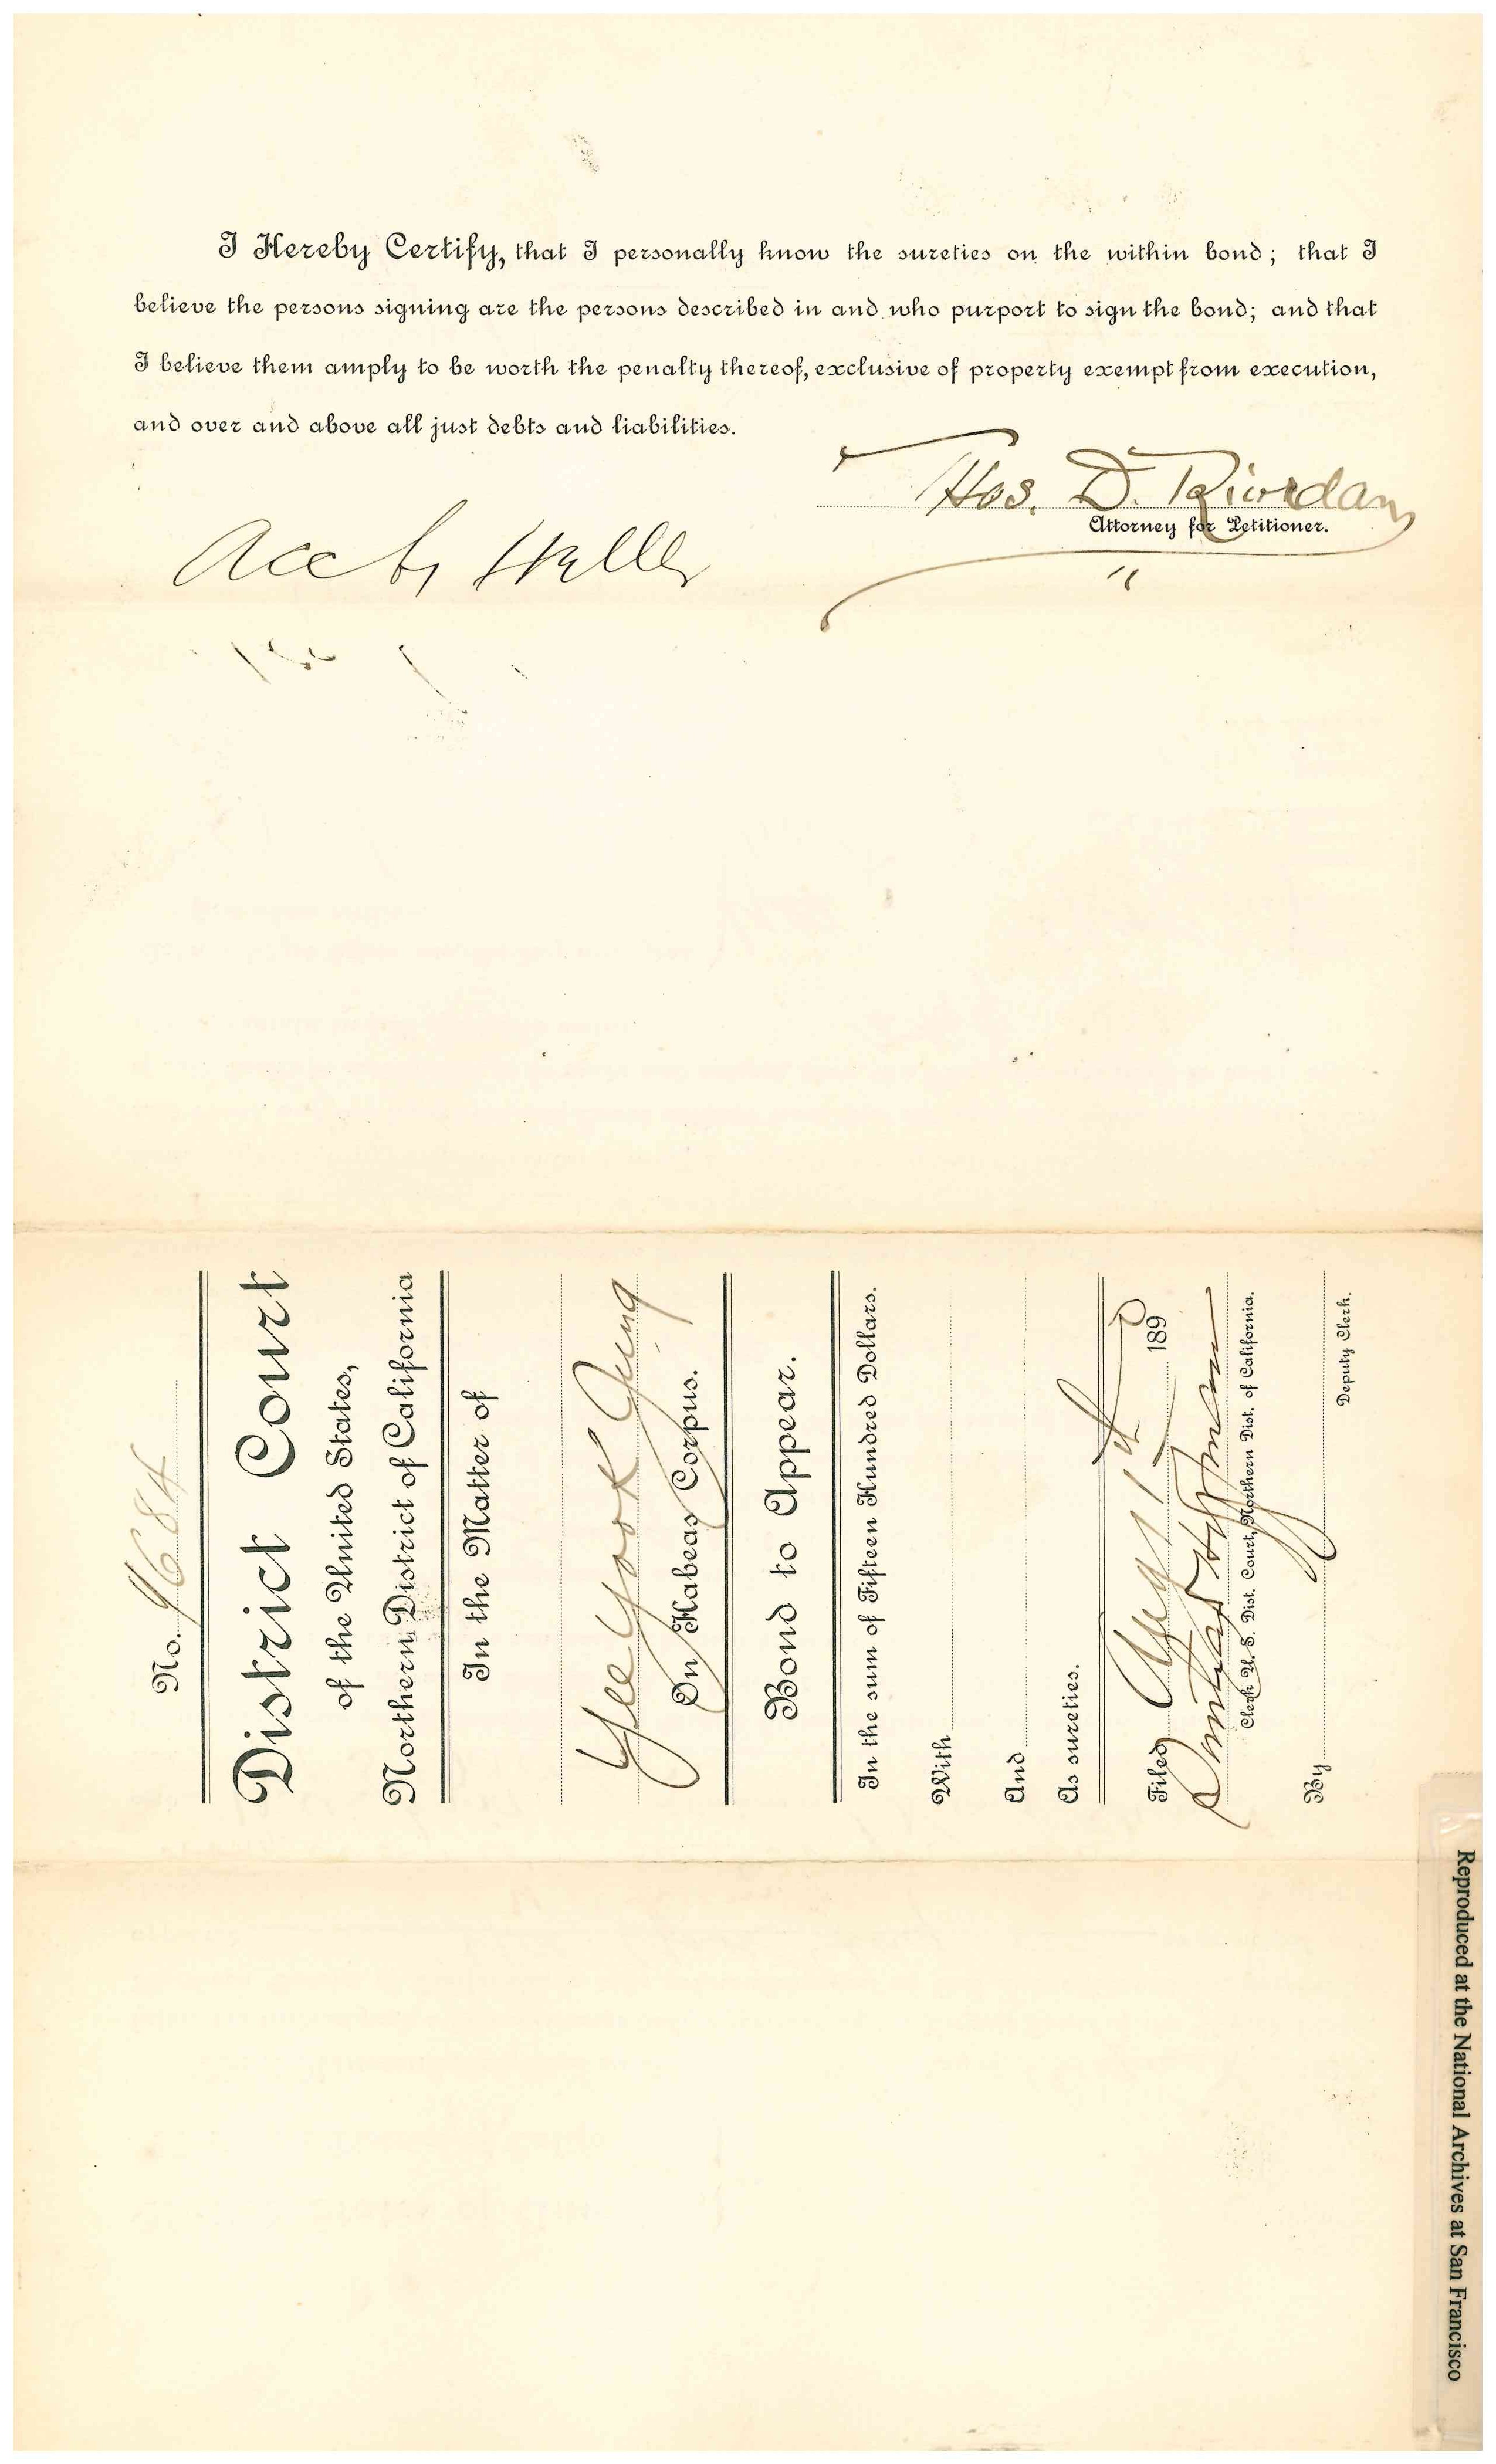 I Hereby Certify, that I personally know the sureties on the within bond; that I
believe the persons signing are the persons described in and who purport to sign the bond; and that
I believe them amply to be worth the penalty thereof, exclusive of property exempt from execution,
and over and above all just debts and liabilities.
Thos. D. Riordan
Attorney for Petitioner.
No. 9684
District Court
of the United States,
Northern District of California
In the Matter of
Yee Yook Jung
On Habeas Corpus.
Bond to Appear.
In the sum of Fifteen Hundred Dollars.
With
And
As sureties.
Filed Aug 1st 189
Southard Hoffman
Clerk U. S. Dist. Court, Northern Dist. of California.
By
Deputy Clerk.
Reproduced at the National Archives at San Francisco